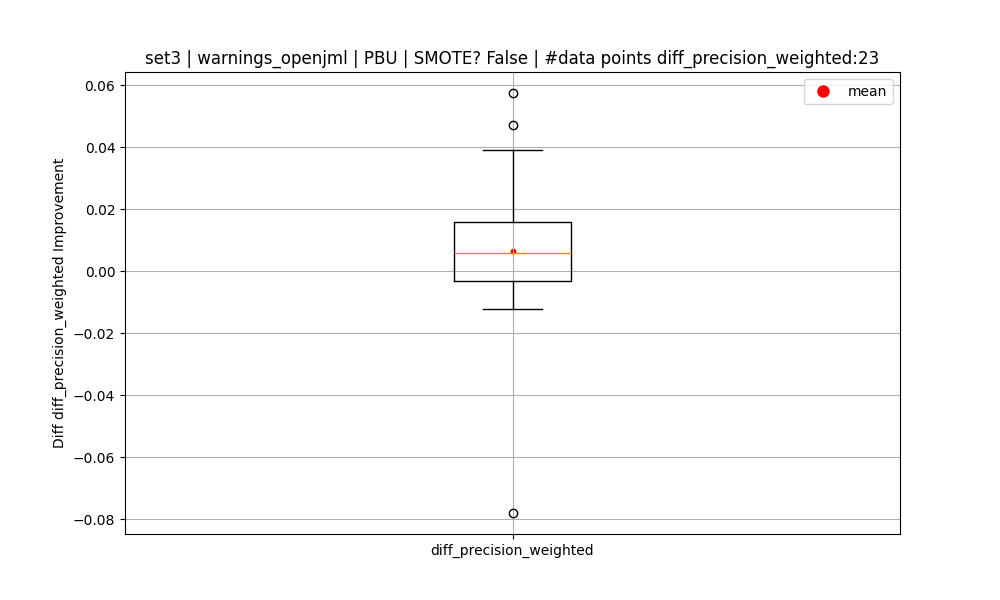 set3 | warnings_openjml | PBU | SMOTE? False | #data points diff_precision_weighted:23
mean
Diff diff_precision_weighted Improvement
0.06
0.04
0.02
0.00
−0.02
−0.04
−0.06
−0.08
diff_precision_weighted